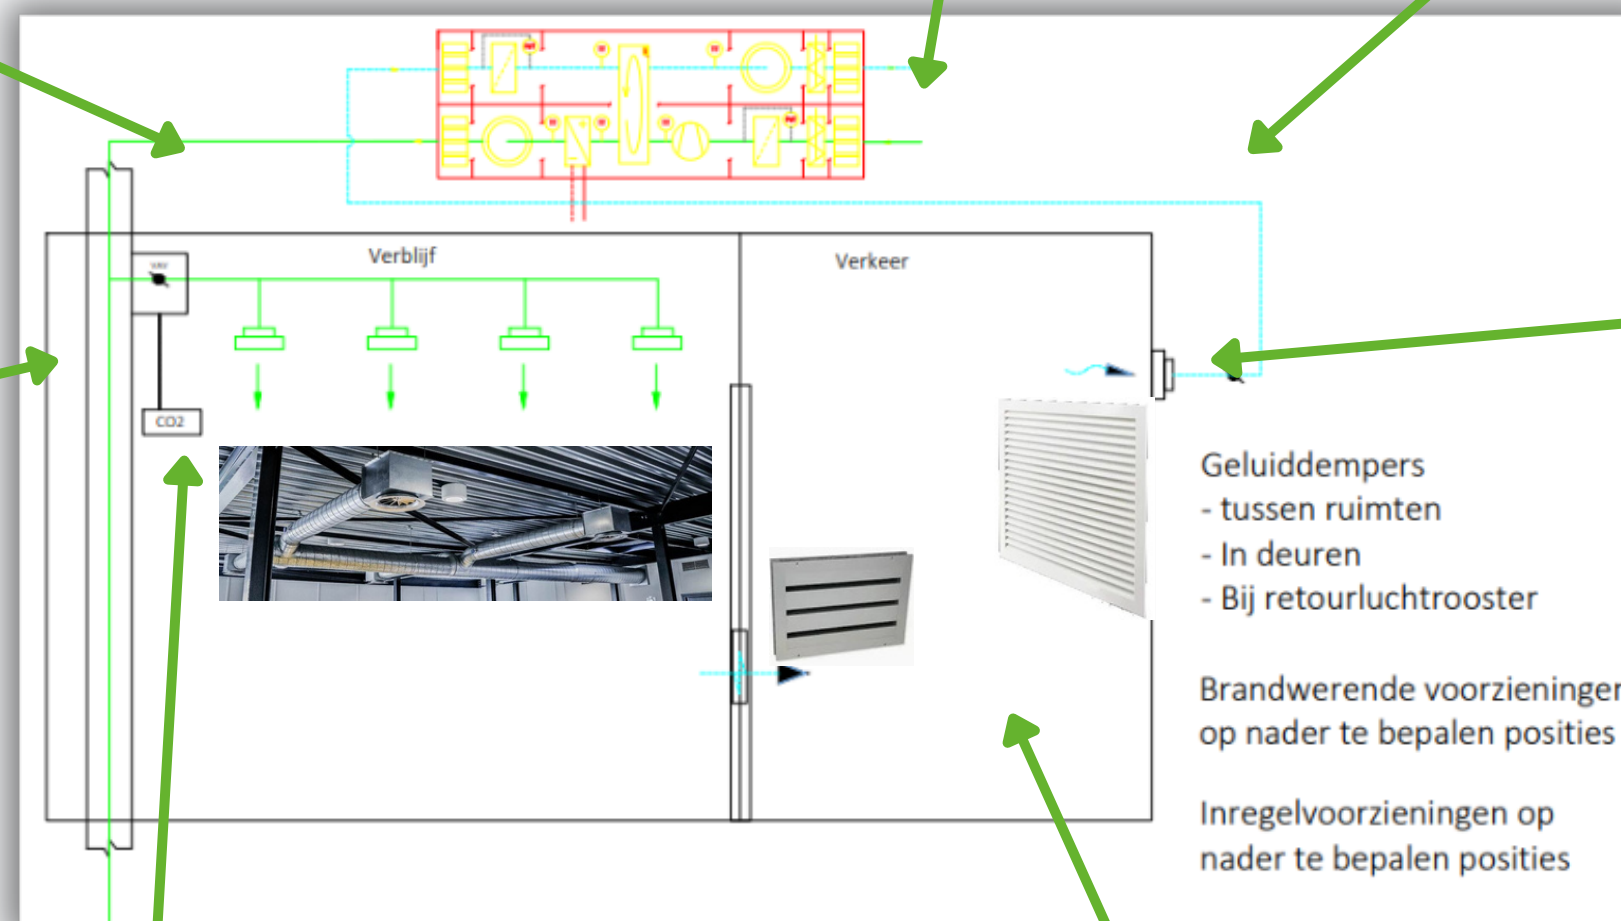 Verblijf
Verkeer
VAV
CO2
Geluiddempers
- tussen ruimten
- In deuren
- Bij retourluchtrooster
Brandwerende voorzieningen
op nader te bepalen posities
Inregelvoorzieningen op
nader te bepalen posities